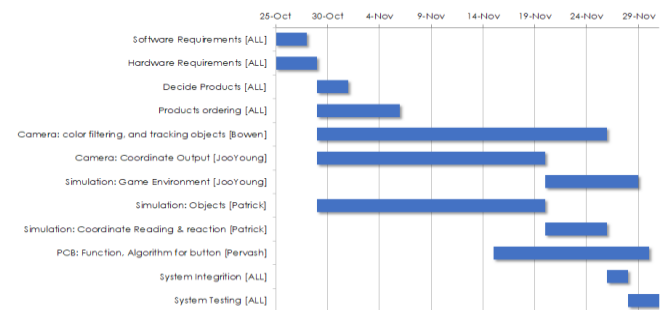 25-Oct 30-Oct 4-Nov 9-Nov 14-Nov 19-Nov 24-Nov 29-Nov
Software Requirements [ALL]
Hardware Requirements [ALL]
Decide Products [ALL]
Products ordering [ALL]
Camera: color filtering, and tracking objects [Bowen]
Camera: Coordinate Output [JooYoung]
Simulation: Game Environment [JooYoung]
Simulation: Objects [Patrick]
Simulation: Coordinate Reading & reaction [Patrick]
PCB: Function, Algorithm for button [Pervash]
System Integrition [ALL]
System Testing [ALL]